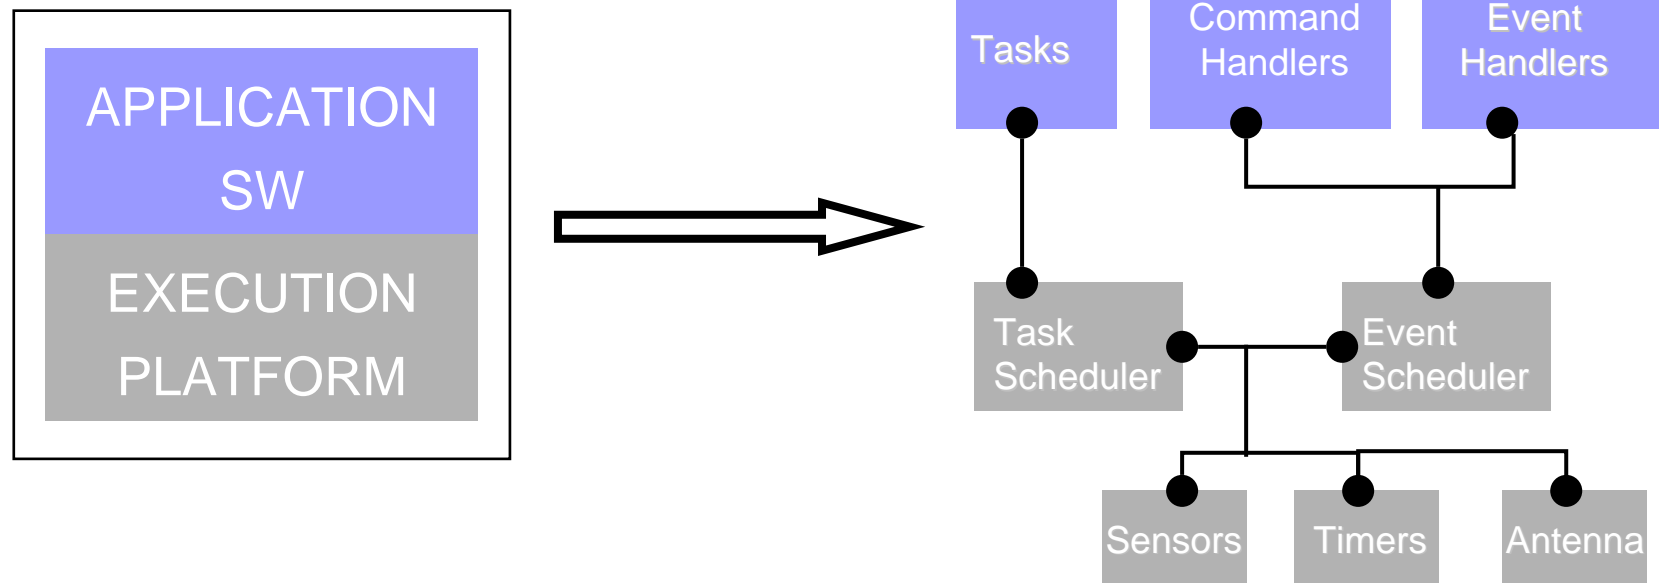 APPLICATION
SW
EXECUTION
PLATFORM
Tasks
Command
Handlers
Event
Handlers
Task
Scheduler
Event
Scheduler
Sensors
Timers
Antenna